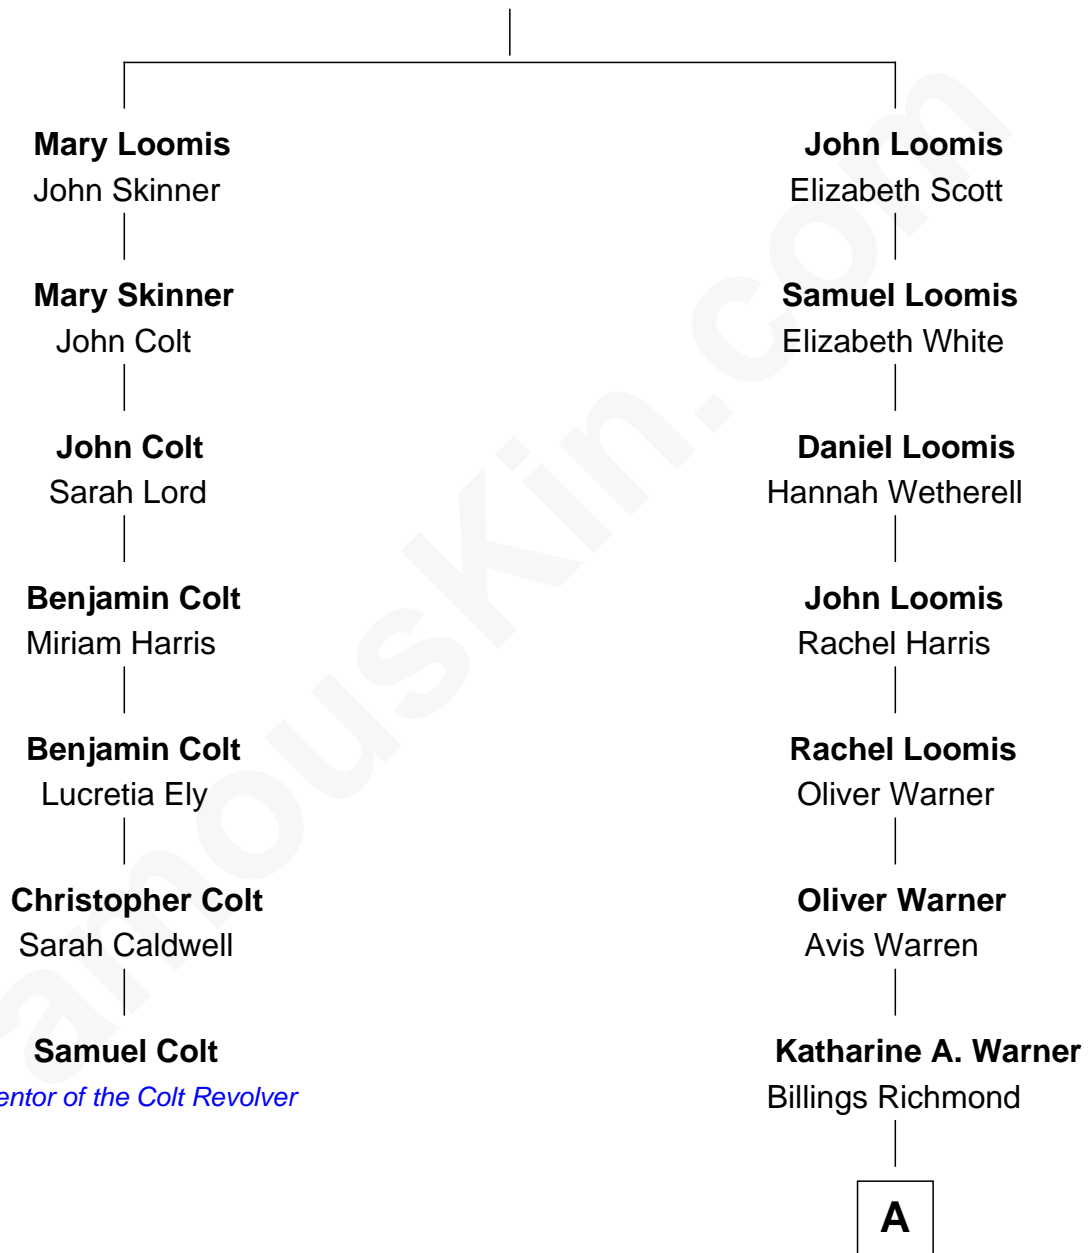 Mary Loomis
John Skinner
Mary Skinner
John Colt
John Colt
Sarah Lord
Benjamin Colt
Miriam Harris
Benjamin Colt
Lucretia Ely
Christopher Colt
Sarah Caldwell
Samuel Colt
entor of the Colt Revolver
John Loomis
Elizabeth Scott
Samuel Loomis
Elizabeth White
Daniel Loomis
Hannah Wetherell
John Loomis
Rachel Harris
Rachel Loomis
Oliver Warner
Oliver Warner
Avis Warren
Katharine A. Warner
Billings Richmond
A
amouskin.com